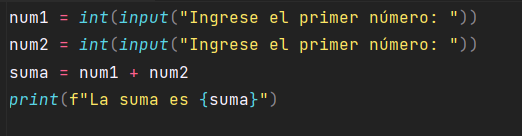 num1 = int(input("Ingrese el primer número: "))
num2 = int(input("Ingrese el primer número: "))
suma = num1 + num2
print(f"La suma es {suma}")